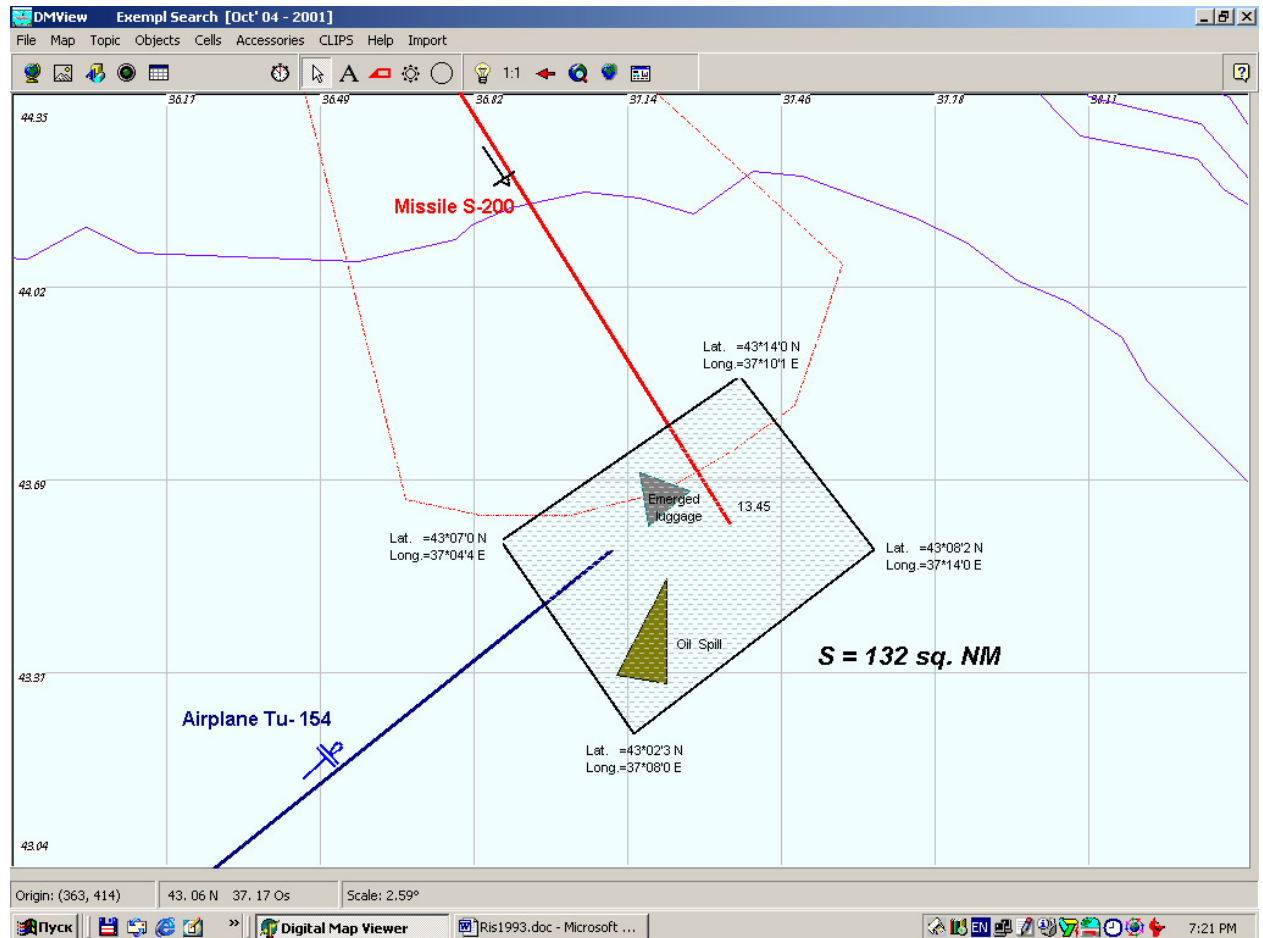 DMView Exempl Search [Oct' 04 - 2001]
File Map Topic Objects Cells Accessories CLIPS Help Import
A 1:1
36.17 36.49 36.82 37.14 37.46 37.78 38.11
44.35
Missile S-200
44.02
Lat. =43*14'0 N
Long.=37*10'1 E
43.69
Emerged
luggage
13.45
Lat. =43*07'0 N
Long.=37*04'4 E
Lat. =43*08'2 N
Long.=37*14'0 E
Oil Spill
S = 132 sq. NM
43.37
Airplane Tu- 154
Lat. =43*02'3 N
Long.=37*08'0 E
43.04
Origin: (363, 414) 43. 06 N 37. 17 Os Scale: 2.59°
Пуск » Digital Map Viewer Ris1993.doc - Microsoft ... EN 7:21 PM